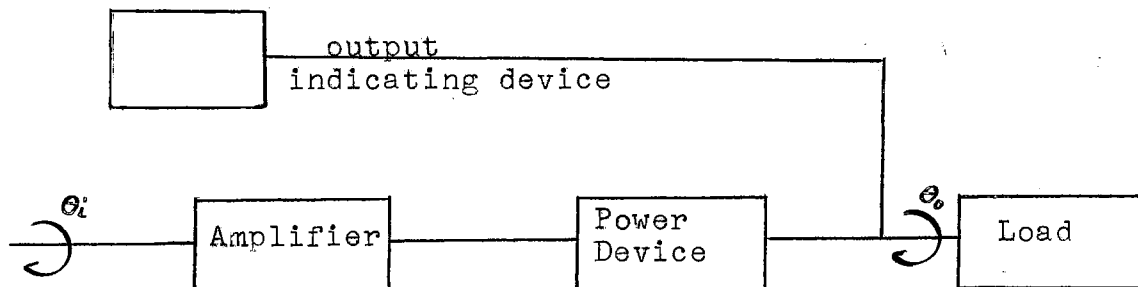 output
indicating device
θi
Amplifier
Power
Device
θo
Load